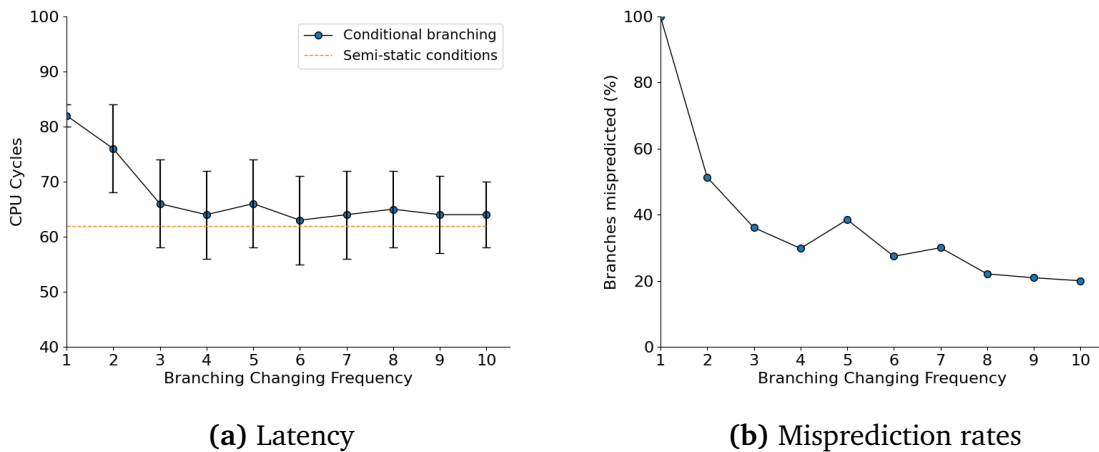 100
90
80
70
60
50
40
CPU Cycles
Conditional branching
Semi-static conditions
1 2 3 4 5 6 7 8 9 10
Branching Changing Frequency
(a) Latency
100
80
60
40
20
0
Branches mispredicted (%)
1 2 3 4 5 6 7 8 9 10
Branching Changing Frequency
(b) Misprediction rates